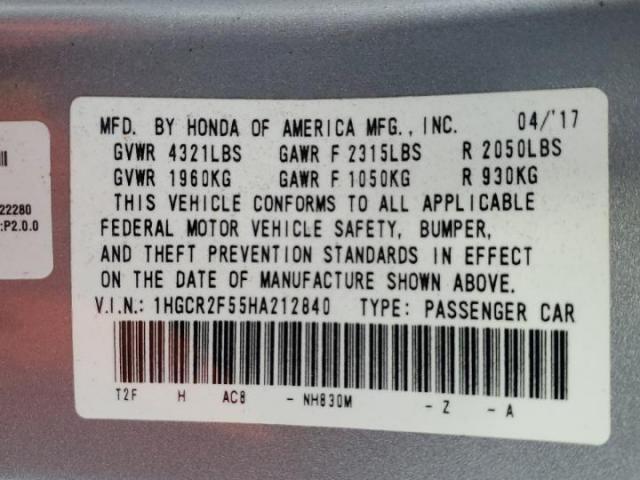 MFD. BY HONDA OF AMERICA MFG., INC. 04/'17
GVWR 4321LBS GAWR F 2315LBS R 2050LBS
GVWR 1960KG GAWR F 1050KG R 930KG
THIS VEHICLE CONFORMS TO ALL APPLICABLE
FEDERAL MOTOR VEHICLE SAFETY, BUMPER,
AND THEFT PREVENTION STANDARDS IN EFFECT
ON THE DATE OF MANUFACTURE SHOWN ABOVE.
V.I.N.: 1HGCR2F55HA212840 TYPE: PASSENGER CAR
T2F H AC8 - NH830M - Z - A
22280
:P2.0.0